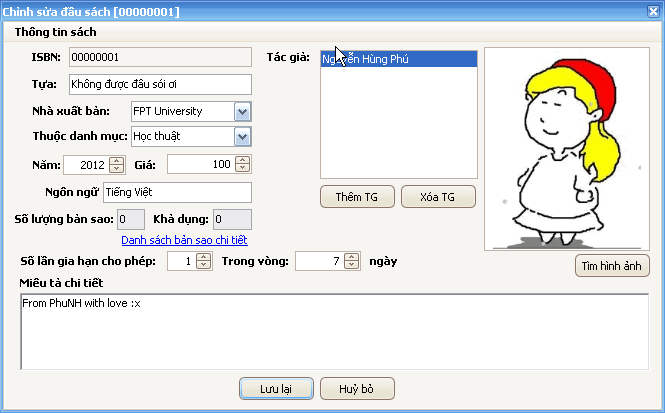 Chỉnh sửa đầu sách [00000001]
Thông tin sách
ISBN: 00000001
Tác giả: Nguyễn Hùng Phú
Tựa: Không được đâu sói ơi
Nhà xuất bản: FPT University
Thuộc danh mục: Học thuật
Năm: 2012 Giá: 100
Ngôn ngữ Tiếng Việt
Thêm TG Xóa TG
Số lượng bản sao: 0 Khả dụng: 0
Danh sách bản sao chi tiết
Số lần gia hạn cho phép: 1 Trong vòng: 7 ngày
Tìm hình ảnh
Miêu tả chi tiết
From PhuNH with love :x
Lưu lại Huỷ bỏ